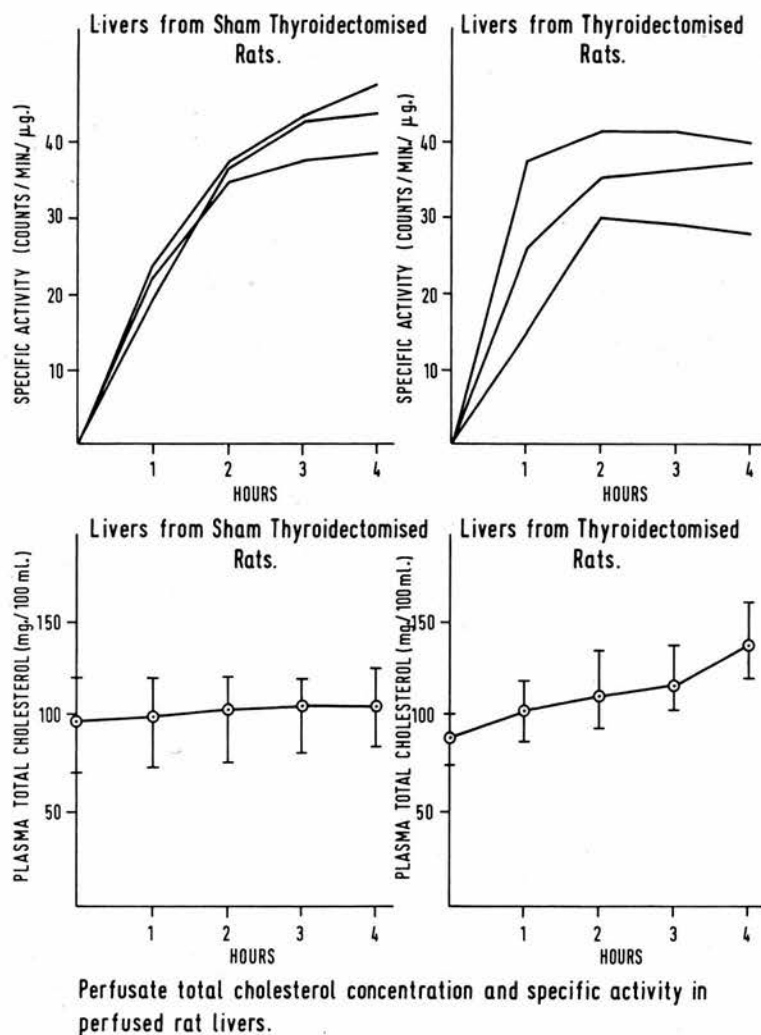 Livers from Sham Thyroidectomised
Rats.
SPECIFIC ACTIVITY (COUNTS / MIN./ µg.)
40
30
20
10
1 2 3 4
HOURS
Livers from Thyroidectomised
Rats.
SPECIFIC ACTIVITY (COUNTS / MIN./ µg.)
40
30
20
10
1 2 3 4
HOURS
Livers from Sham Thyroidectomised
Rats.
PLASMA TOTAL CHOLESTEROL (mg/100 ml.)
150
100
50
1 2 3 4
HOURS
Livers from Thyroidectomised
Rats.
PLASMA TOTAL CHOLESTEROL (mg/100ml.)
150
100
50
1 2 3 4
HOURS
Perfusate total cholesterol concentration and specific activity in
perfused rat livers.